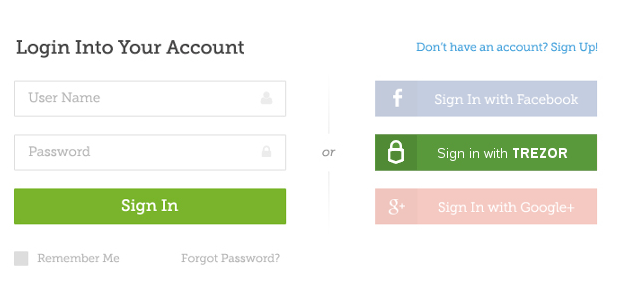 Login Into Your Account
Don't have an account? Sign Up!
User Name
Password
Sign In
Remember Me
Forgot Password?
or
f
Sign In with Facebook
Sign in with TREZOR
g+
Sign In with Google+